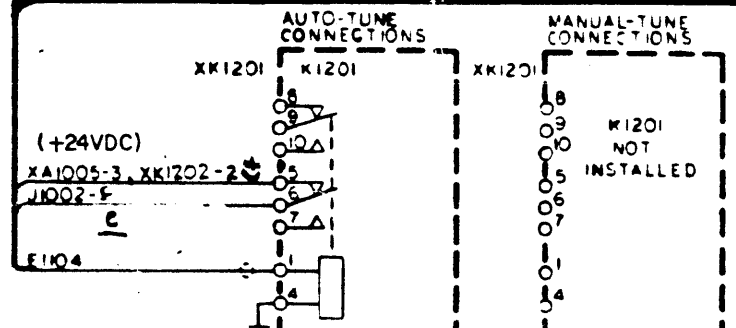 AUTO-TUNE
CONNECTIONS
MANUAL-TUNE
CONNECTIONS
XK1201 K1201
XK1201
8
9
10
5
6
7
1
4
(+24VDC)
XA1005-3, XK1202-2
J1002-
e
E1104
8
9
10
5
6
7
1
4
K1201
NOT
INSTALLED